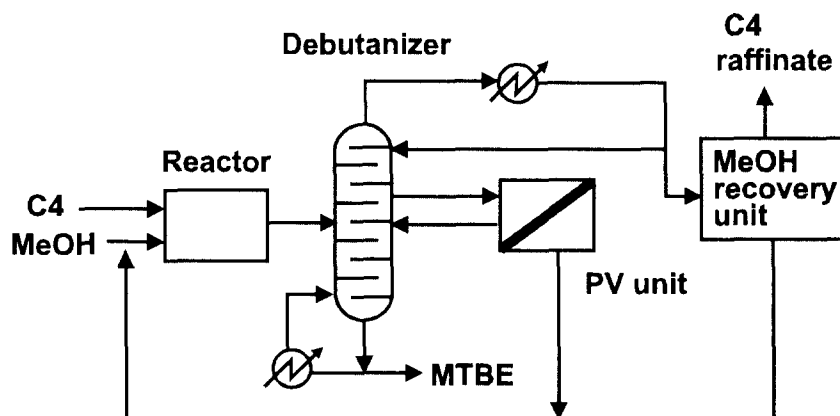 C4
raffinate
Debutanizer
Reactor
MeOH
recovery
unit
C4
MeOH
PV unit
MTBE